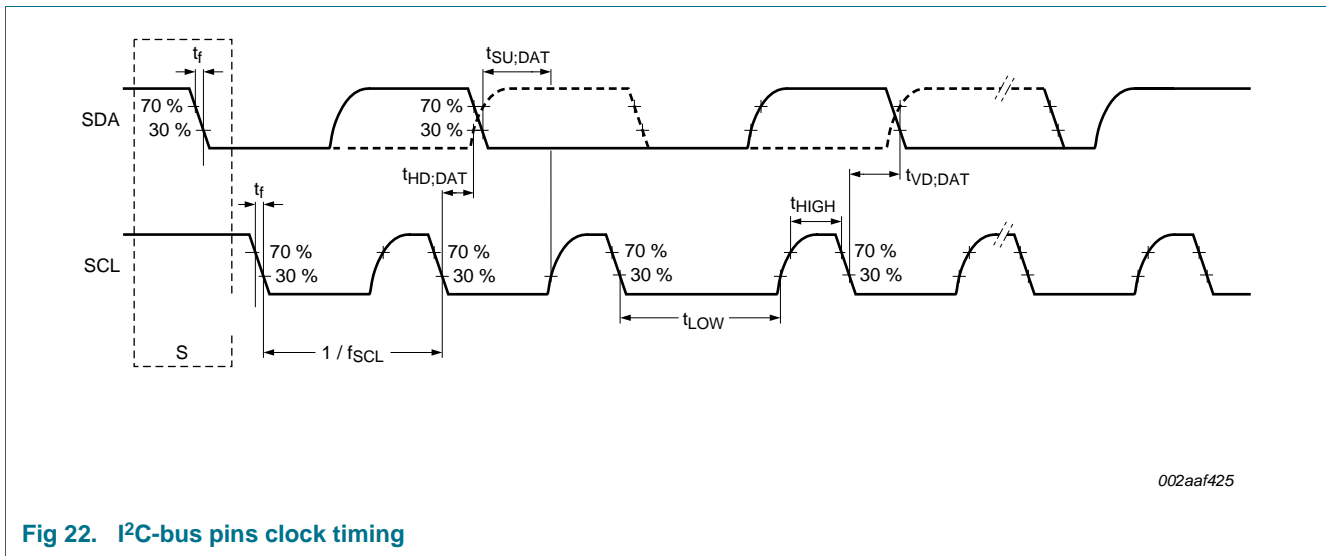 tf
tSU;DAT
70 %
SDA
30 %
70 %
30 %
tHD;DAT
tVD;DAT
tf
tHIGH
SCL
70 %
30 %
70 %
30 %
70 %
30 %
70 %
30 %
tLOW
S
1 / fSCL
002aaf425
Fig 22. I²C-bus pins clock timing